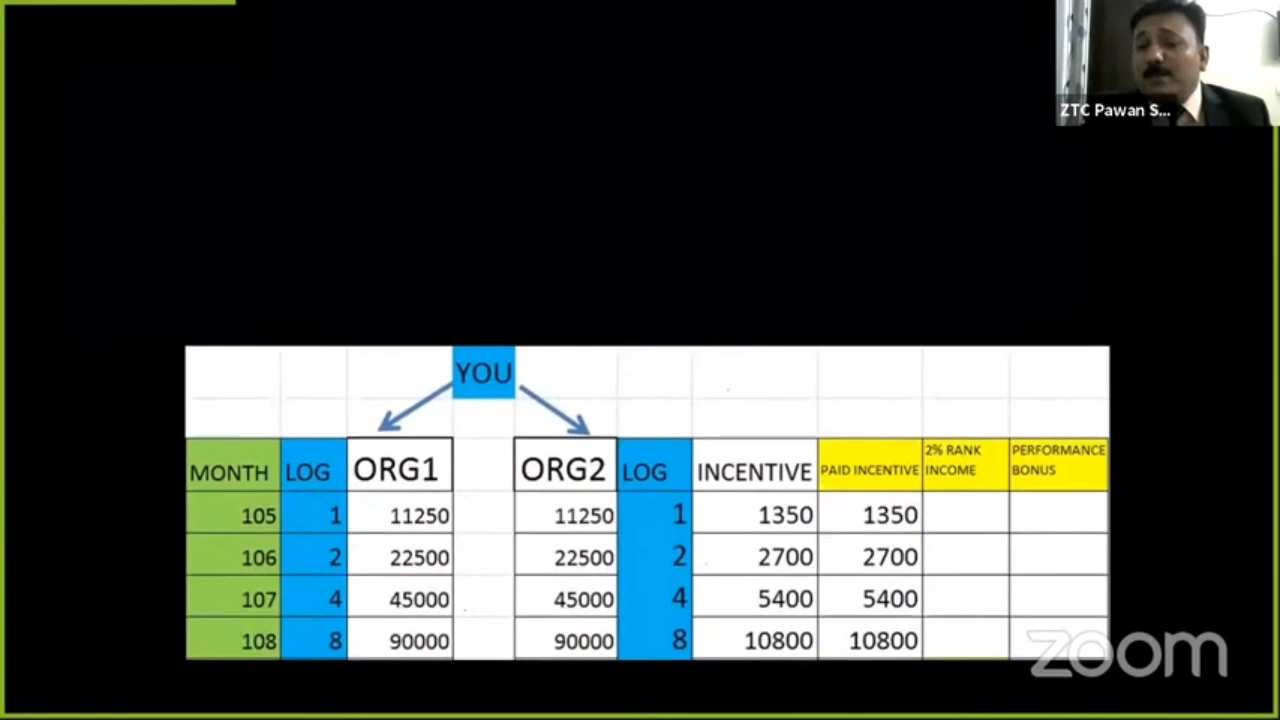 ZTC Pawan S...
YOU
MONTH LOG ORG1 ORG2 LOG INCENTIVE PAID INCENTIVE 2% RANK INCOME PERFORMANCE BONUS
105 1 11250 11250 1 1350 1350
106 2 22500 22500 2 2700 2700
107 4 45000 45000 4 5400 5400
108 8 90000 90000 8 10800 10800
zoom